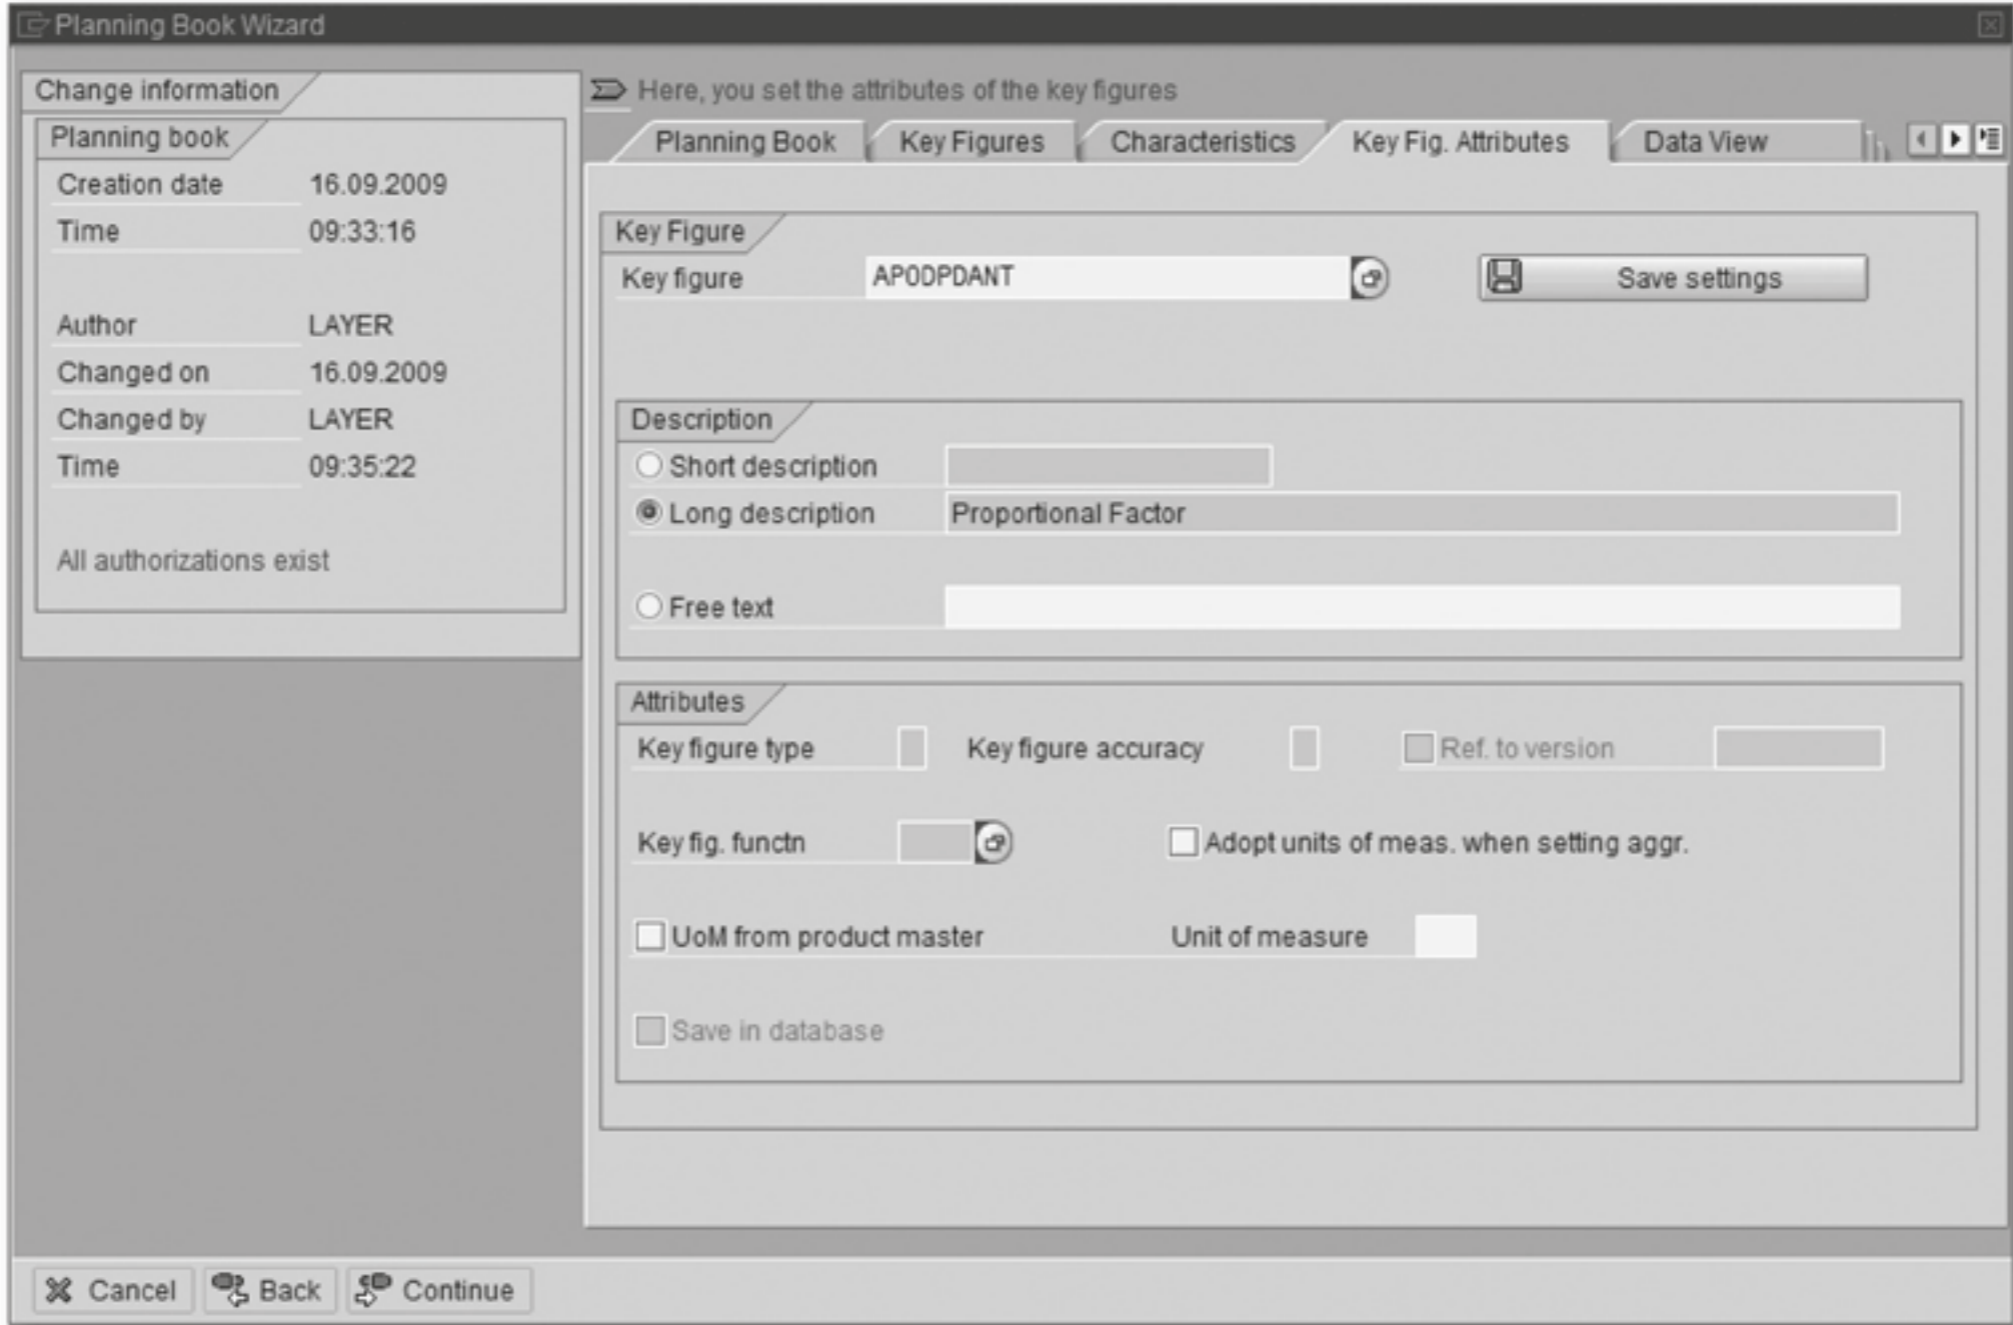 Planning Book Wizard
Change information
Planning book
Creation date 16.09.2009
Time 09:33:16
Author LAYER
Changed on 16.09.2009
Changed by LAYER
Time 09:35:22
All authorizations exist
Here, you set the attributes of the key figures
Planning Book Key Figures Characteristics Key Fig. Attributes Data View
Key Figure
Key figure APODPDANT Save settings
Description
Short description
Long description Proportional Factor
Free text
Attributes
Key figure type Key figure accuracy Ref. to version
Key fig. functn Adopt units of meas. when setting aggr.
UoM from product master Unit of measure
Save in database
Cancel Back Continue